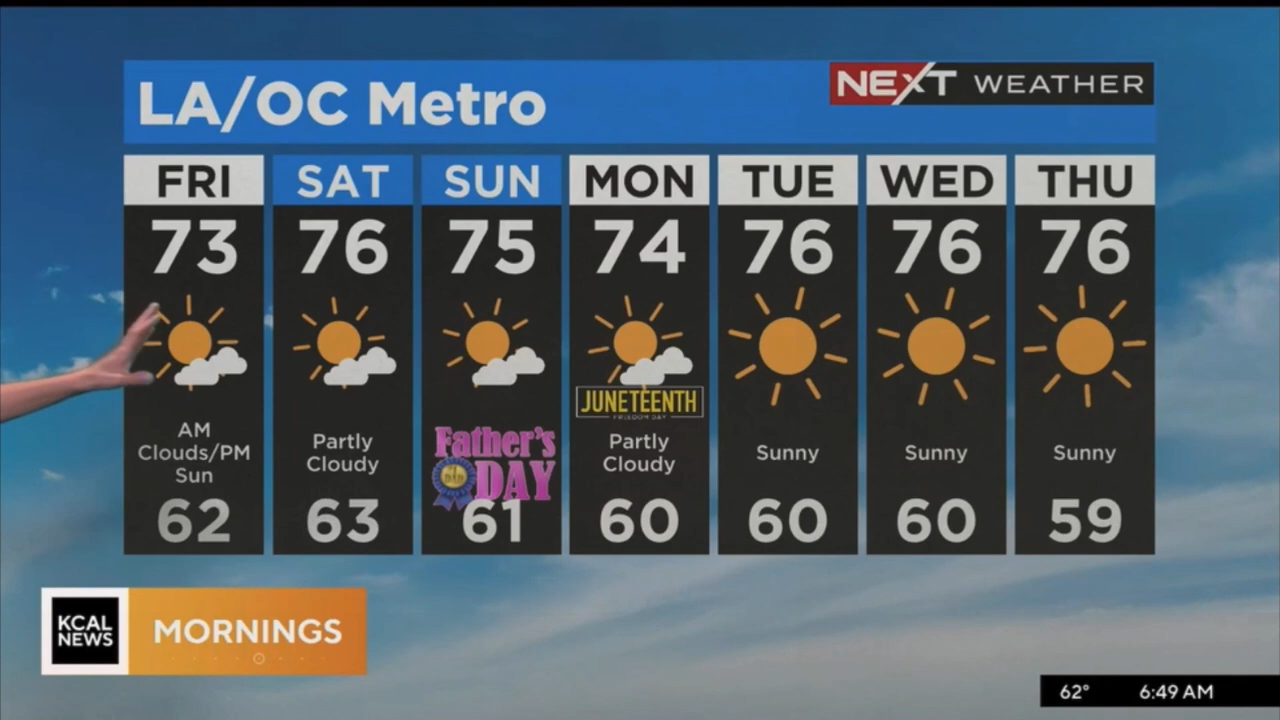 LA/OC Metro
NEXT WEATHER
FRI SAT SUN MON TUE WED THU
73 76 75 74 76 76 76
JUNETEENTH
FREEDOM DAY
AM
Clouds/PM
Sun
Partly
Cloudy
Father's
DAY
Partly
Cloudy
Sunny
Sunny
Sunny
62 63 61 60 60 60 59
KCAL
NEWS
MORNINGS
62° 6:49 AM